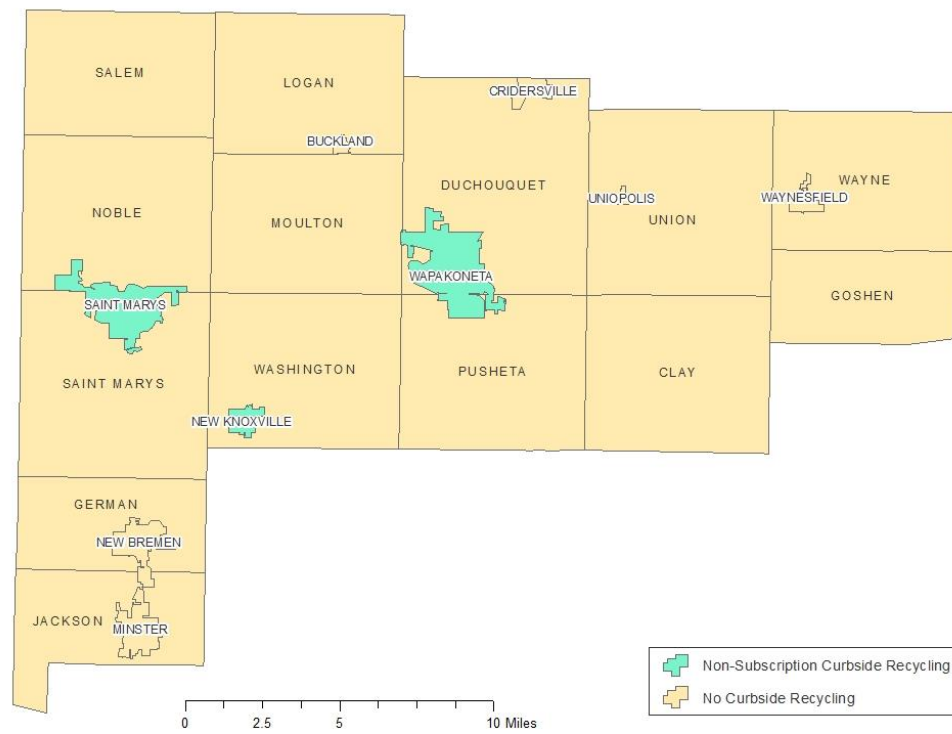 SALEM
LOGAN
CRIDERSVILLE
BUCKLAND
DUCHOUQUET
WAYNE
UNIOPOLIS
WAYNESFIELD
NOBLE
MOULTON
UNION
WAPAKONETA
GOSHEN
SAINT MARYS
SAINT MARYS
WASHINGTON
PUSHETA
CLAY
NEW KNOXVILLE
GERMAN
NEW BREMEN
JACKSON
MINSTER
Non-Subscription Curbside Recycling
No Curbside Recycling
0 2.5 5 10 Miles